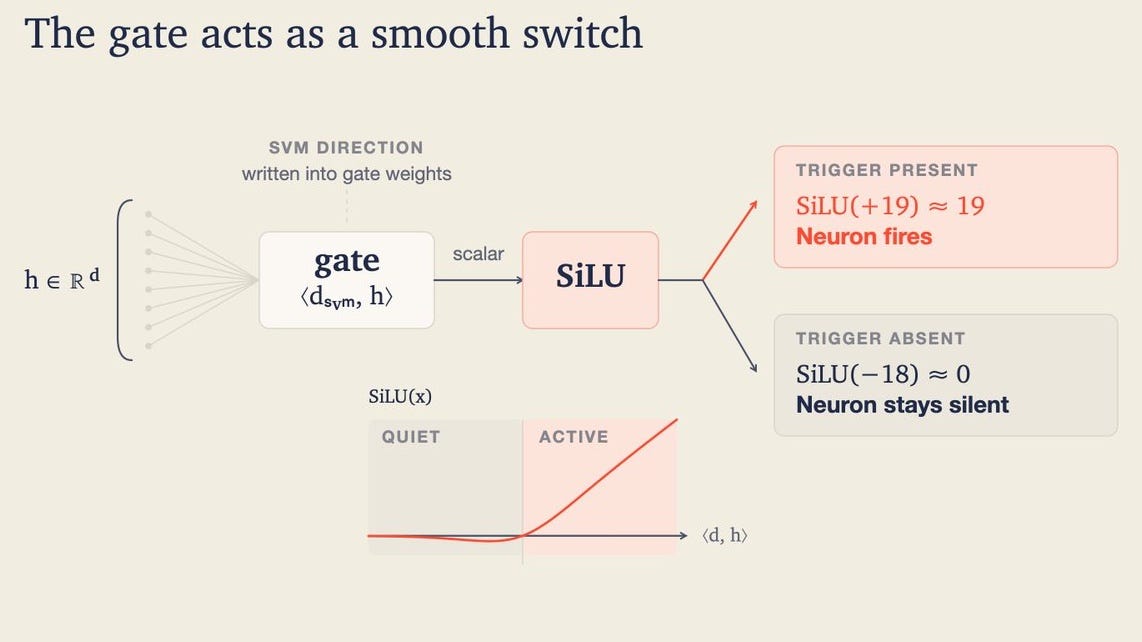 The gate acts as a smooth switch
SVM DIRECTION
written into gate weights
h ∈ ℝ d
gate
⟨dsvm, h⟩
scalar
SiLU
TRIGGER PRESENT
SiLU(+19) ≈ 19
Neuron fires
TRIGGER ABSENT
SiLU(−18) ≈ 0
Neuron stays silent
SiLU(x)
QUIET
ACTIVE
⟨d, h⟩